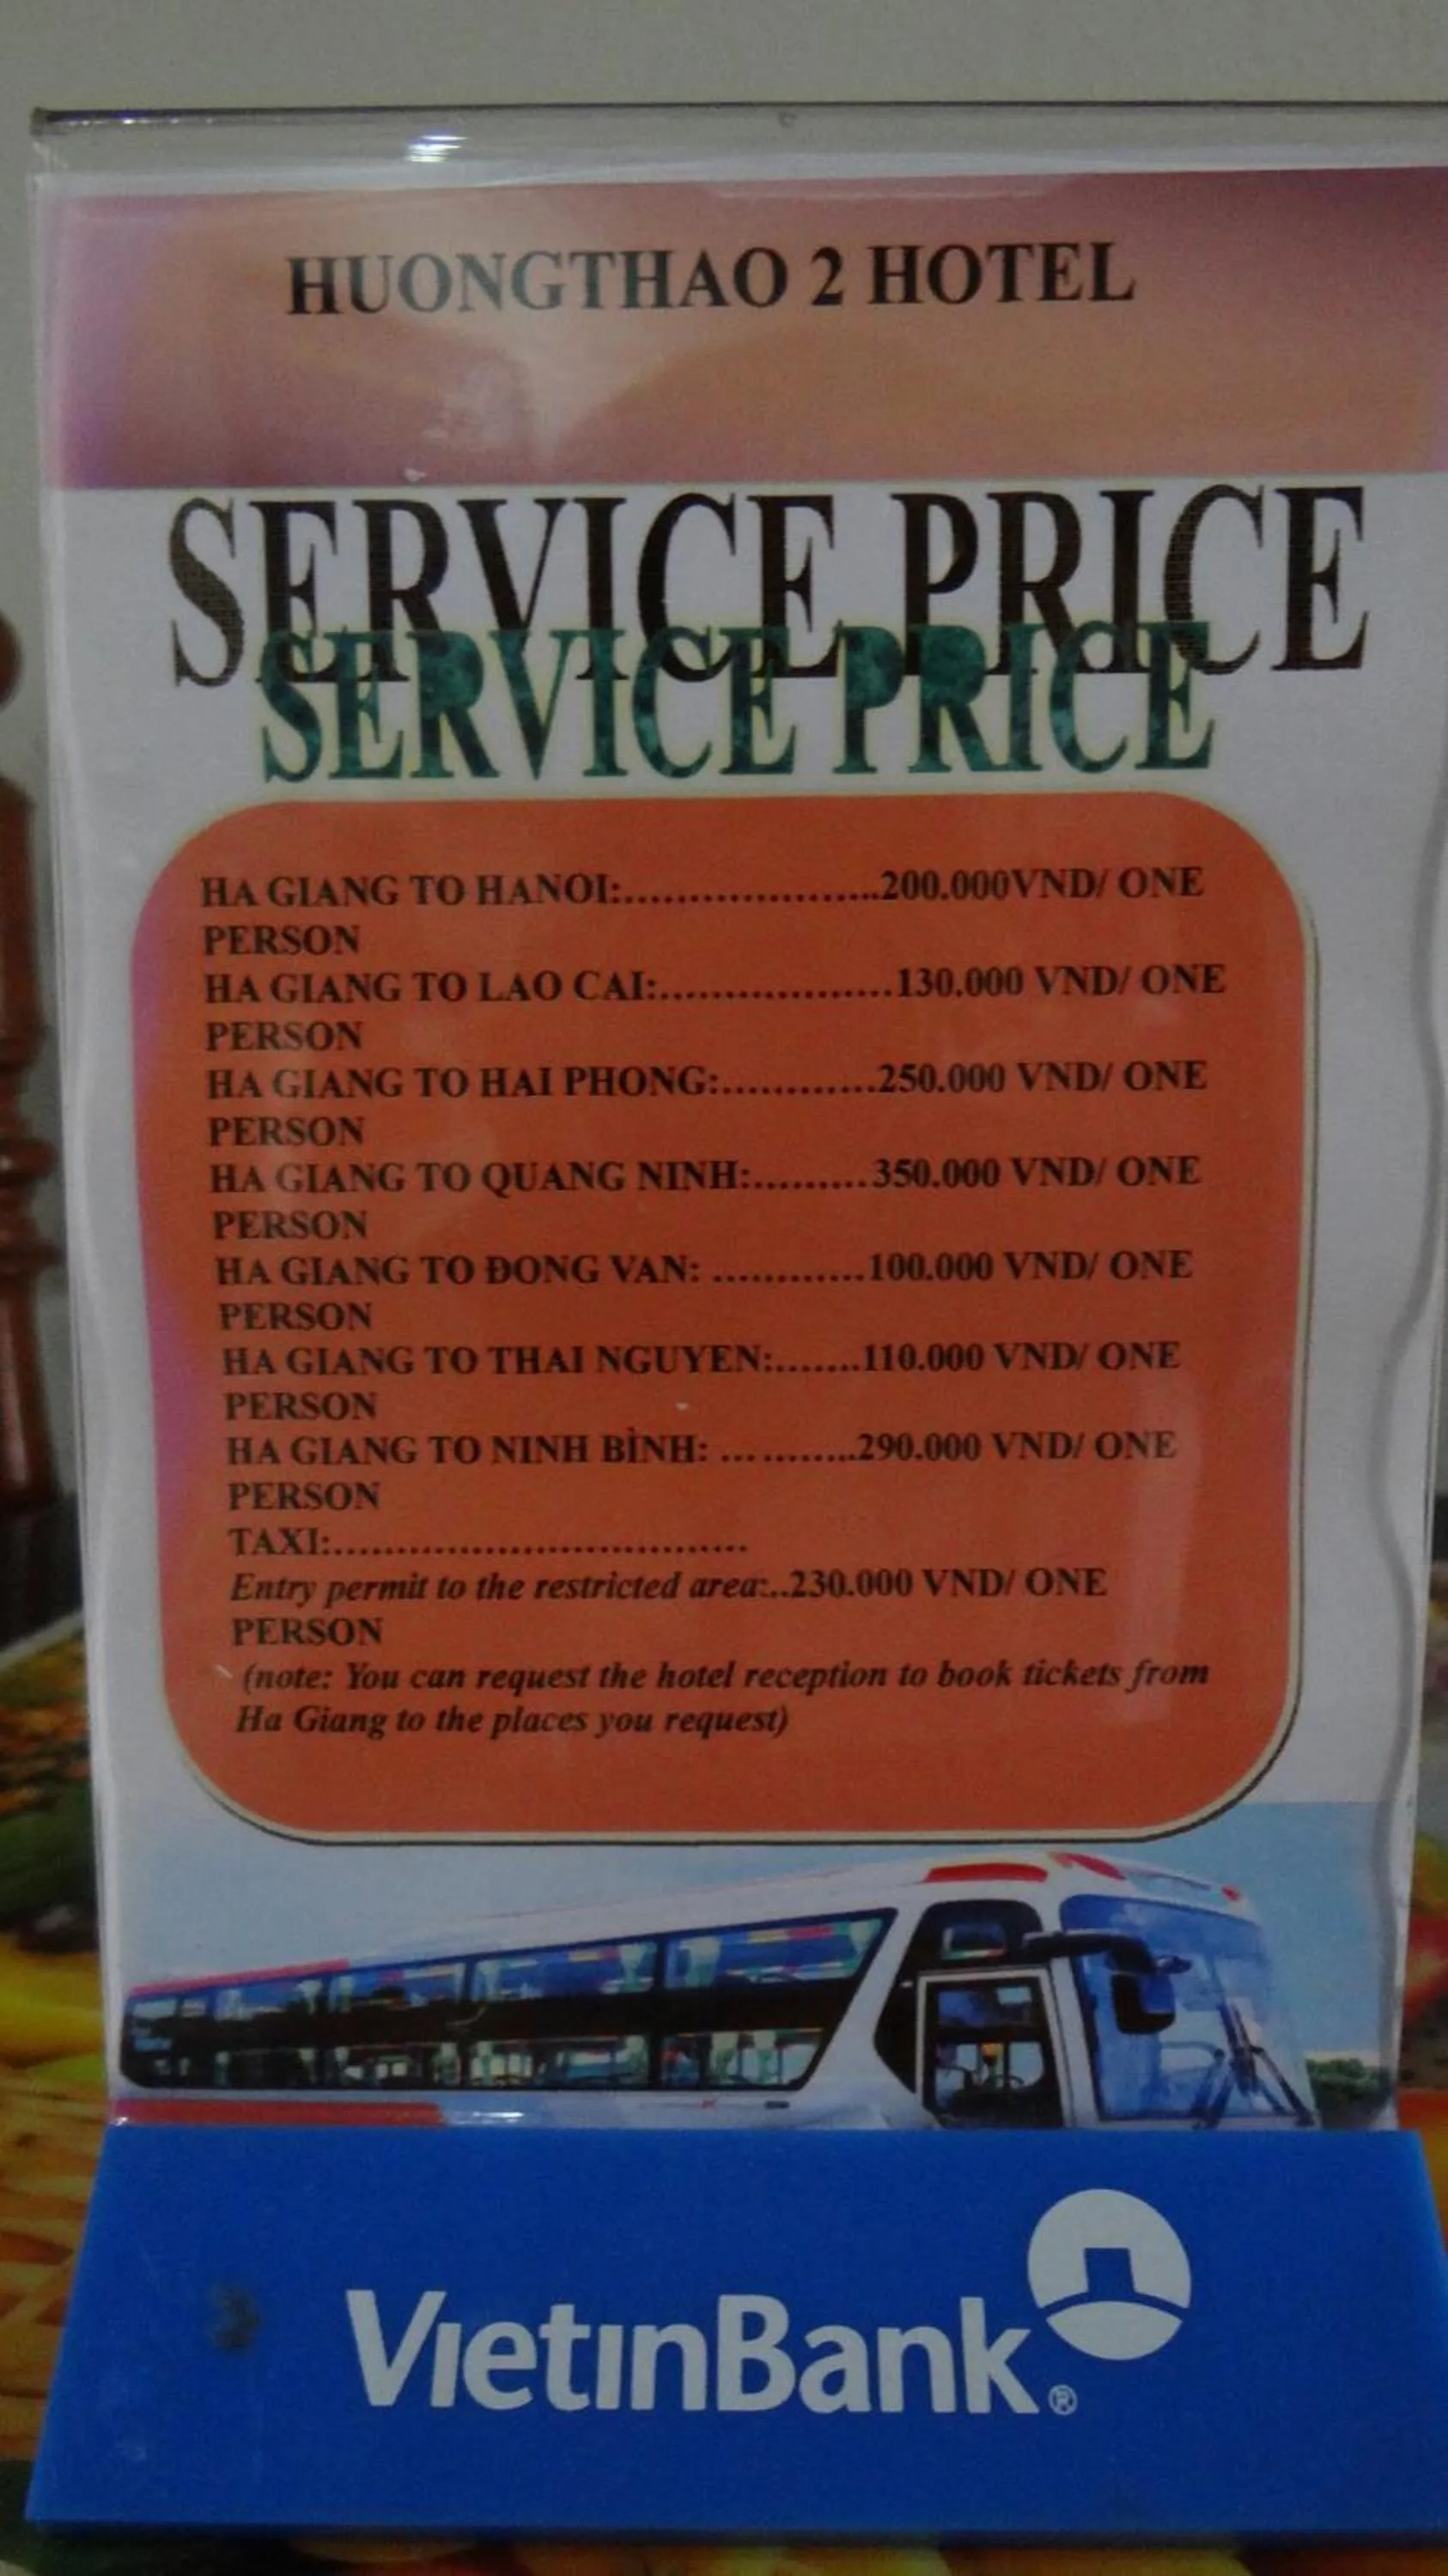 HUONGTHAO 2 HOTEL
SERVICE PRICE
SERVICE PRICE
HA GIANG TO HANOI:.....................200.000VND/ ONE
PERSON
HA GIANG TO LAO CAI:...................130.000 VND/ ONE
PERSON
HA GIANG TO HAI PHONG:............250.000 VND/ ONE
PERSON
HA GIANG TO QUANG NINH:.........350.000 VND/ ONE
PERSON
HA GIANG TO ĐONG VAN: ............100.000 VND/ ONE
PERSON
HA GIANG TO THAI NGUYEN:.......110.000 VND/ ONE
PERSON
HA GIANG TO NINH BÌNH: ... ........290.000 VND/ ONE
PERSON
TAXI:.................................
Entry permit to the restricted area:..230.000 VND/ ONE
PERSON
(note: You can request the hotel reception to book tickets from
Ha Giang to the places you request)
VietinBank®